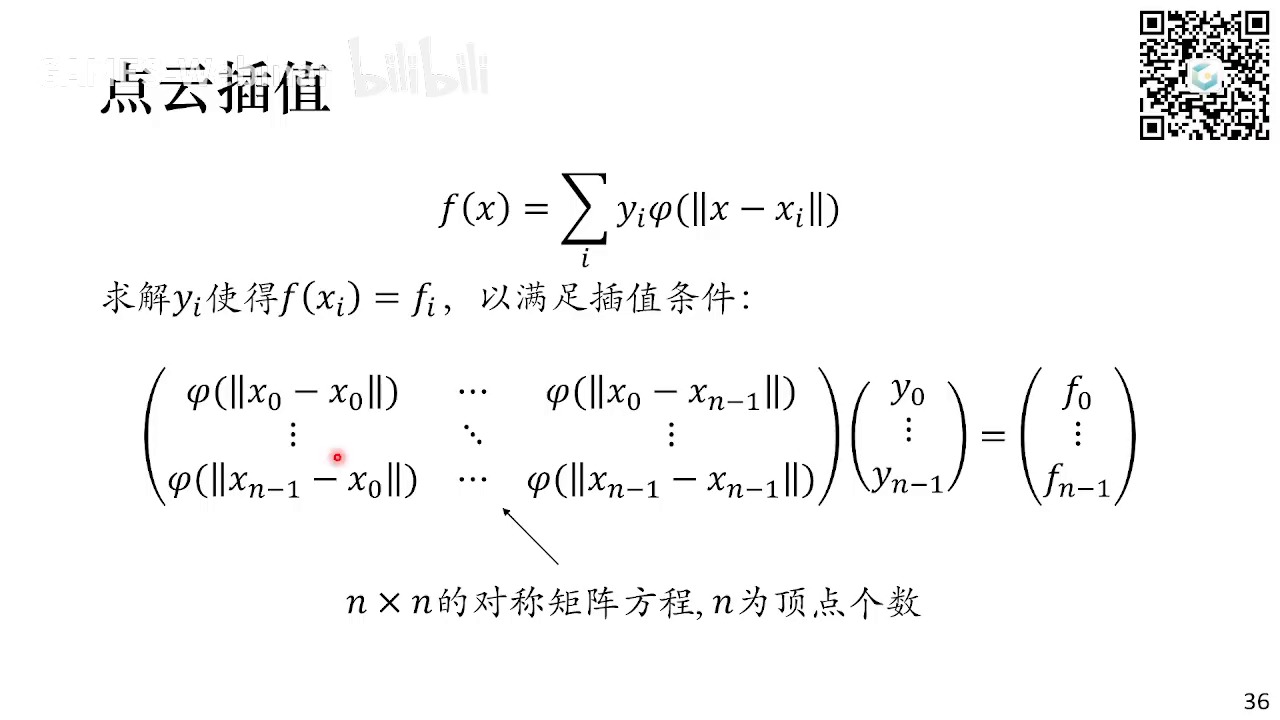 GAMES-Webinar bilibili
点云插值
f(x) = ∑_i y_i φ(‖x − x_i‖)
求解y_i使得f(x_i) = f_i，以满足插值条件：
φ(‖x_0 − x_0‖) ⋯ φ(‖x_0 − x_{n−1}‖) y_0 f_0
⋮ ⋱ ⋮ ⋮ = ⋮
φ(‖x_{n−1} − x_0‖) ⋯ φ(‖x_{n−1} − x_{n−1}‖) y_{n−1} f_{n−1}
n × n的对称矩阵方程, n为顶点个数
36